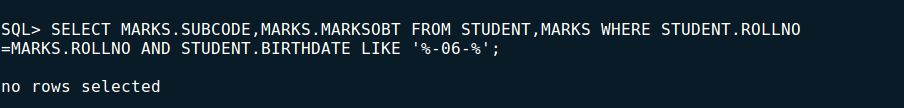 SQL> SELECT MARKS.SUBCODE,MARKS.MARKSOBT FROM STUDENT,MARKS WHERE STUDENT.ROLLNO
=MARKS.ROLLNO AND STUDENT.BIRTHDATE LIKE '%-06-%';
no rows selected